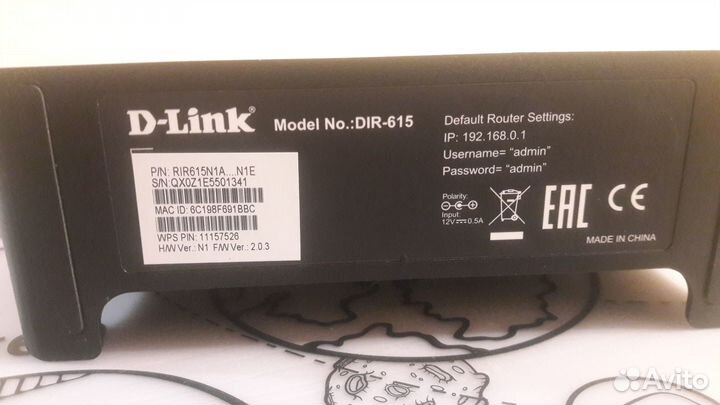 D-Link®
Model No.:DIR-615
P/N: RIR615N1A....N1E
S/N:QX0Z1E5501341
MAC ID: 6C198F691BBC
WPS PIN: 11157526
H/W Ver.: N1 F/W Ver.: 2.0.3
Default Router Settings:
IP: 192.168.0.1
Username= “admin”
Password= “admin”
Polarity:
Input:
12V⎓0.5A
EAC CE
MADE IN CHINA
Avito